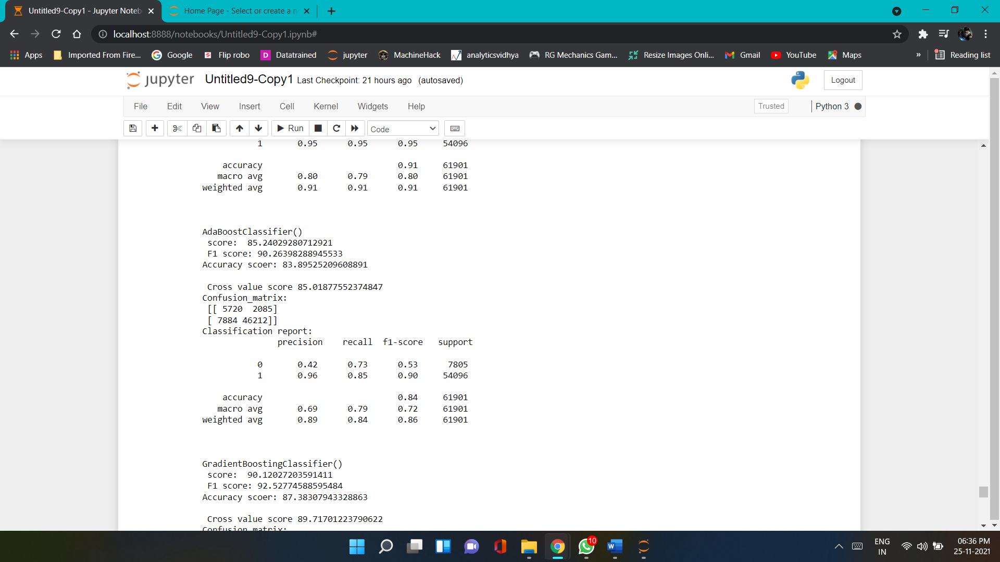 Untitled9-Copy1 - Jupyter Noteb
Home Page - Select or create a n
localhost:8888/notebooks/Untitled9-Copy1.ipynb#
Apps Imported From Fire... Google Flip robo Datatrained jupyter MachineHack analyticsvidhya RG Mechanics Gam... Resize Images Onli... Gmail YouTube Maps » Reading list
jupyter Untitled9-Copy1 Last Checkpoint: 21 hours ago (autosaved) Logout
File Edit View Insert Cell Kernel Widgets Help Trusted Python 3
Run Code
1 0.95 0.95 0.95 54096
accuracy 0.91 61901
macro avg 0.80 0.79 0.80 61901
weighted avg 0.91 0.91 0.91 61901
AdaBoostClassifier()
score: 85.24029280712921
F1 score: 90.26398288945533
Accuracy scoer: 83.89525209608891
Cross value score 85.01877552374847
Confusion_matrix:
[[ 5720 2085]
[ 7884 46212]]
Classification report:
precision recall f1-score support
0 0.42 0.73 0.53 7805
1 0.96 0.85 0.90 54096
accuracy 0.84 61901
macro avg 0.69 0.79 0.72 61901
weighted avg 0.89 0.84 0.86 61901
GradientBoostingClassifier()
score: 90.12027203591411
F1 score: 92.52774588595484
Accuracy scoer: 87.38307943328863
Cross value score 89.71701223790622
Confusion_matrix:
10
ENG
IN
06:36 PM
25-11-2021